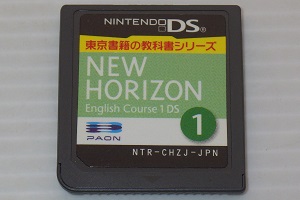 NINTENDO DS
東京書籍の教科書シリーズ
NEW
HORIZON
English Course 1 DS
1
PAON
NTR-CHZJ-JPN